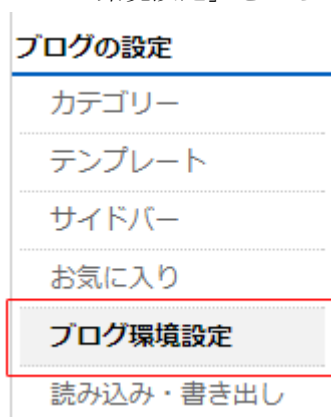 ブログの設定
カテゴリー
テンプレート
サイドバー
お気に入り
ブログ環境設定
読み込み・書き出し